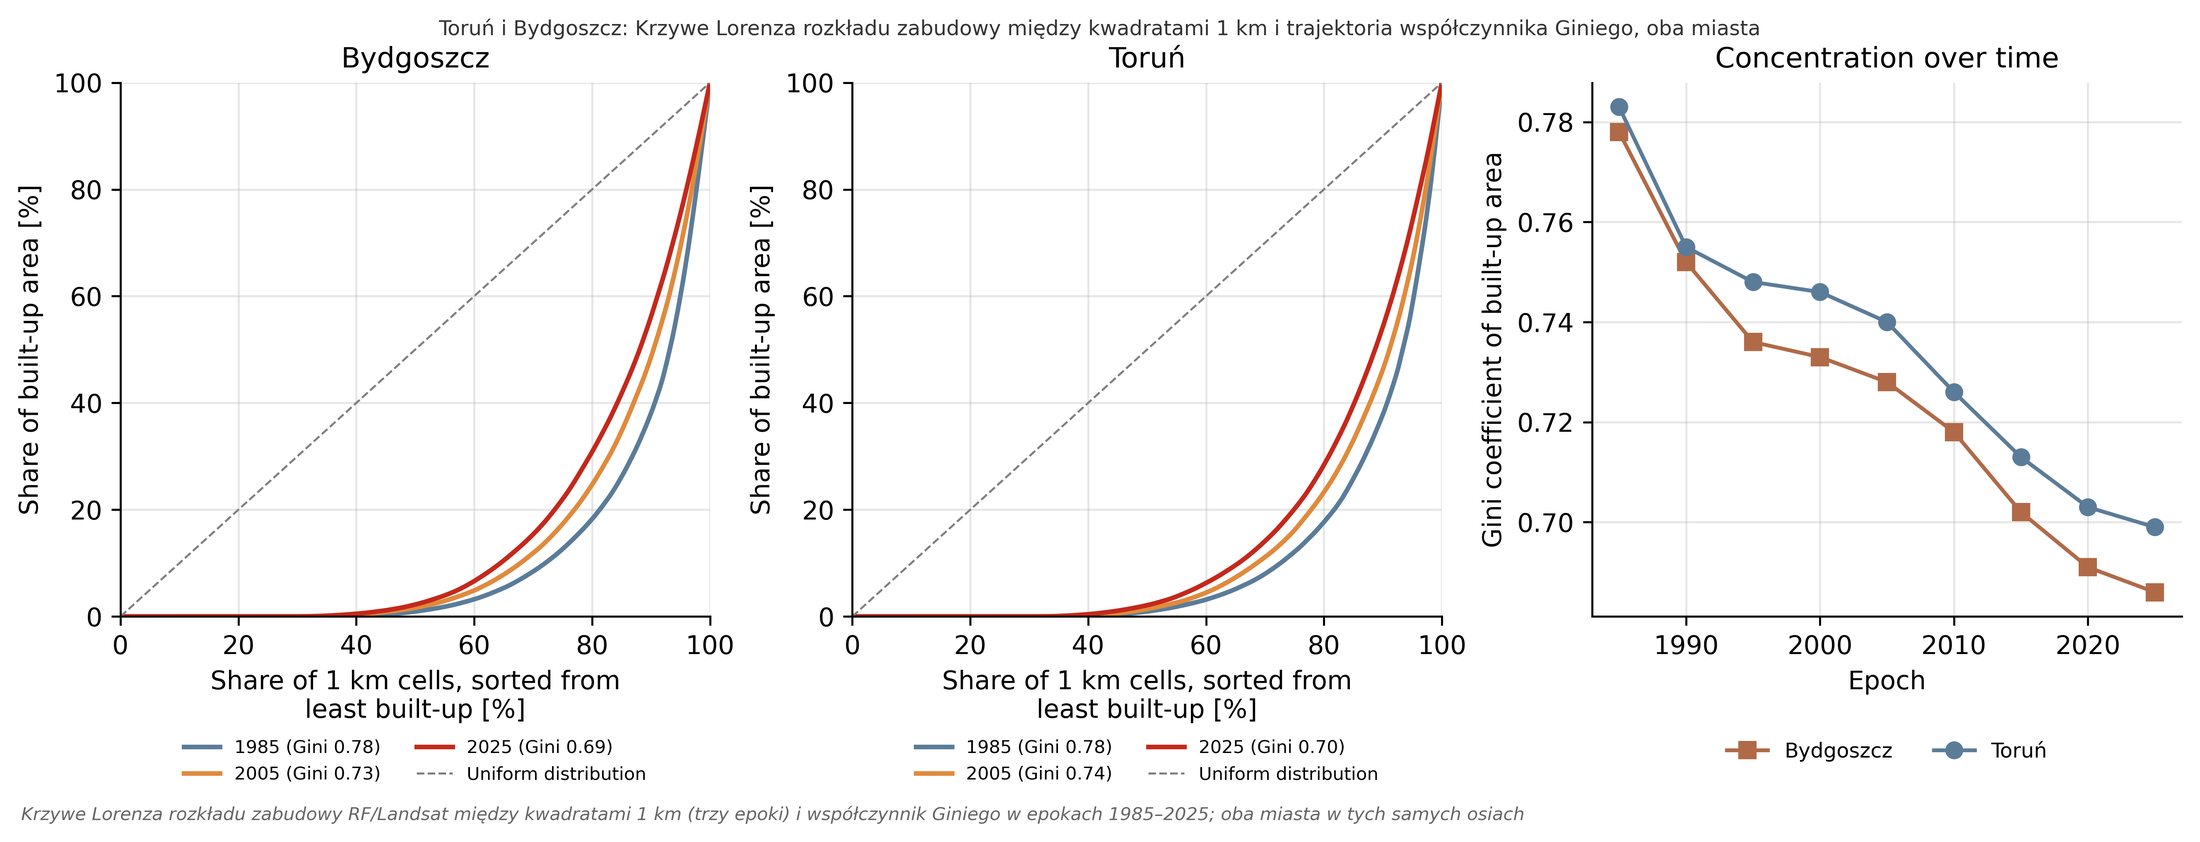 Toruń i Bydgoszcz: Krzywe Lorenza rozkładu zabudowy między kwadratami 1 km i trajektoria współczynnika Giniego, oba miasta
Bydgoszcz
Share of built-up area [%]
100
80
60
40
20
0
0 20 40 60 80 100
Share of 1 km cells, sorted from
least built-up [%]
1985 (Gini 0.78)
2005 (Gini 0.73)
2025 (Gini 0.69)
Uniform distribution
Toruń
Share of built-up area [%]
100
80
60
40
20
0
0 20 40 60 80 100
Share of 1 km cells, sorted from
least built-up [%]
1985 (Gini 0.78)
2005 (Gini 0.74)
2025 (Gini 0.70)
Uniform distribution
Concentration over time
Gini coefficient of built-up area
0.78
0.76
0.74
0.72
0.70
1990 2000 2010 2020
Epoch
Bydgoszcz
Toruń
Krzywe Lorenza rozkładu zabudowy RF/Landsat między kwadratami 1 km (trzy epoki) i współczynnik Giniego w epokach 1985–2025; oba miasta w tych samych osiach